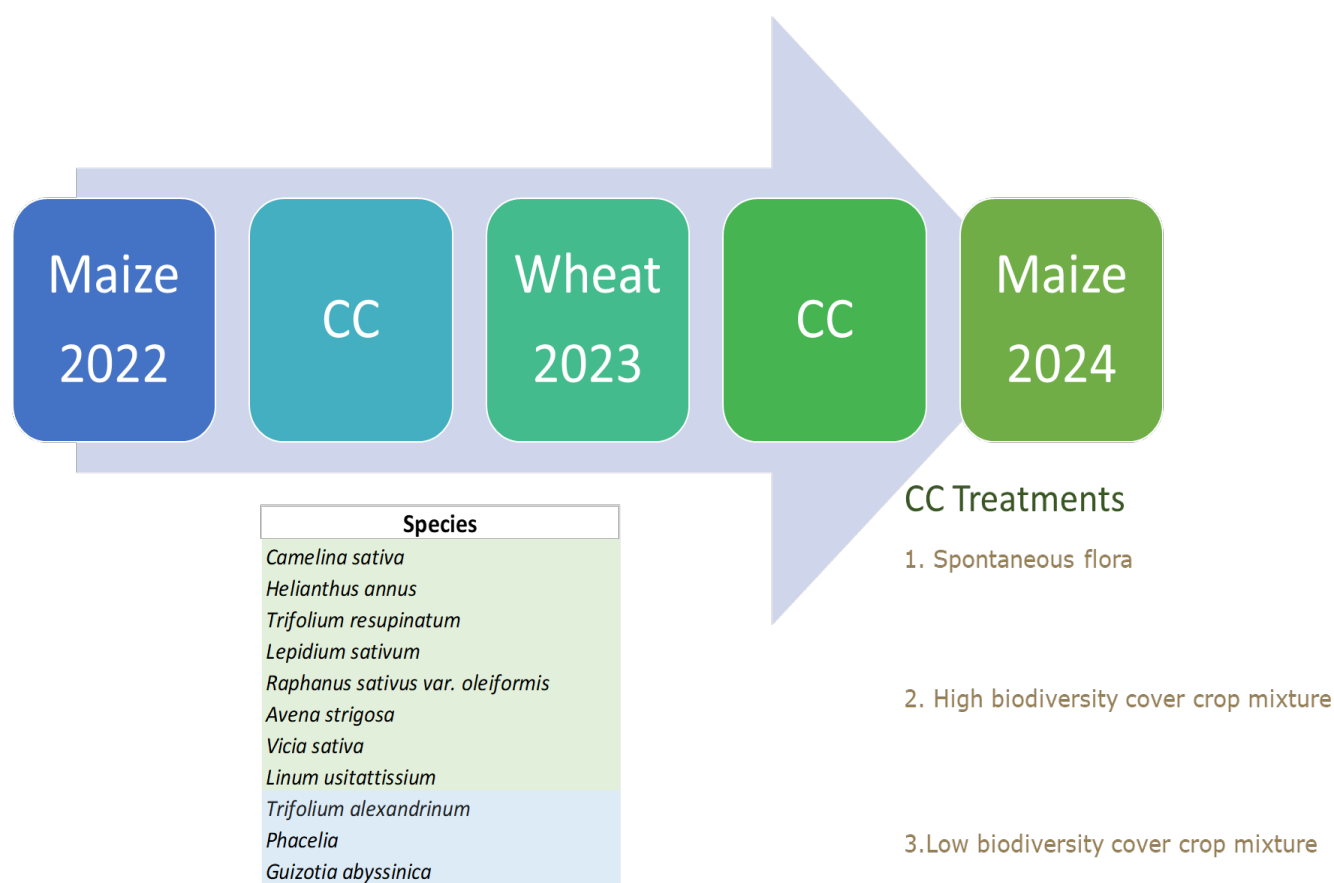 Maize
2022
CC
Wheat
2023
CC
Maize
2024
Species
Camelina sativa
Helianthus annus
Trifolium resupinatum
Lepidium sativum
Raphanus sativus var. oleiformis
Avena strigosa
Vicia sativa
Linum usitattissium
Trifolium alexandrinum
Phacelia
Guizotia abyssinica
CC Treatments
1. Spontaneous flora
2. High biodiversity cover crop mixture
3.Low biodiversity cover crop mixture